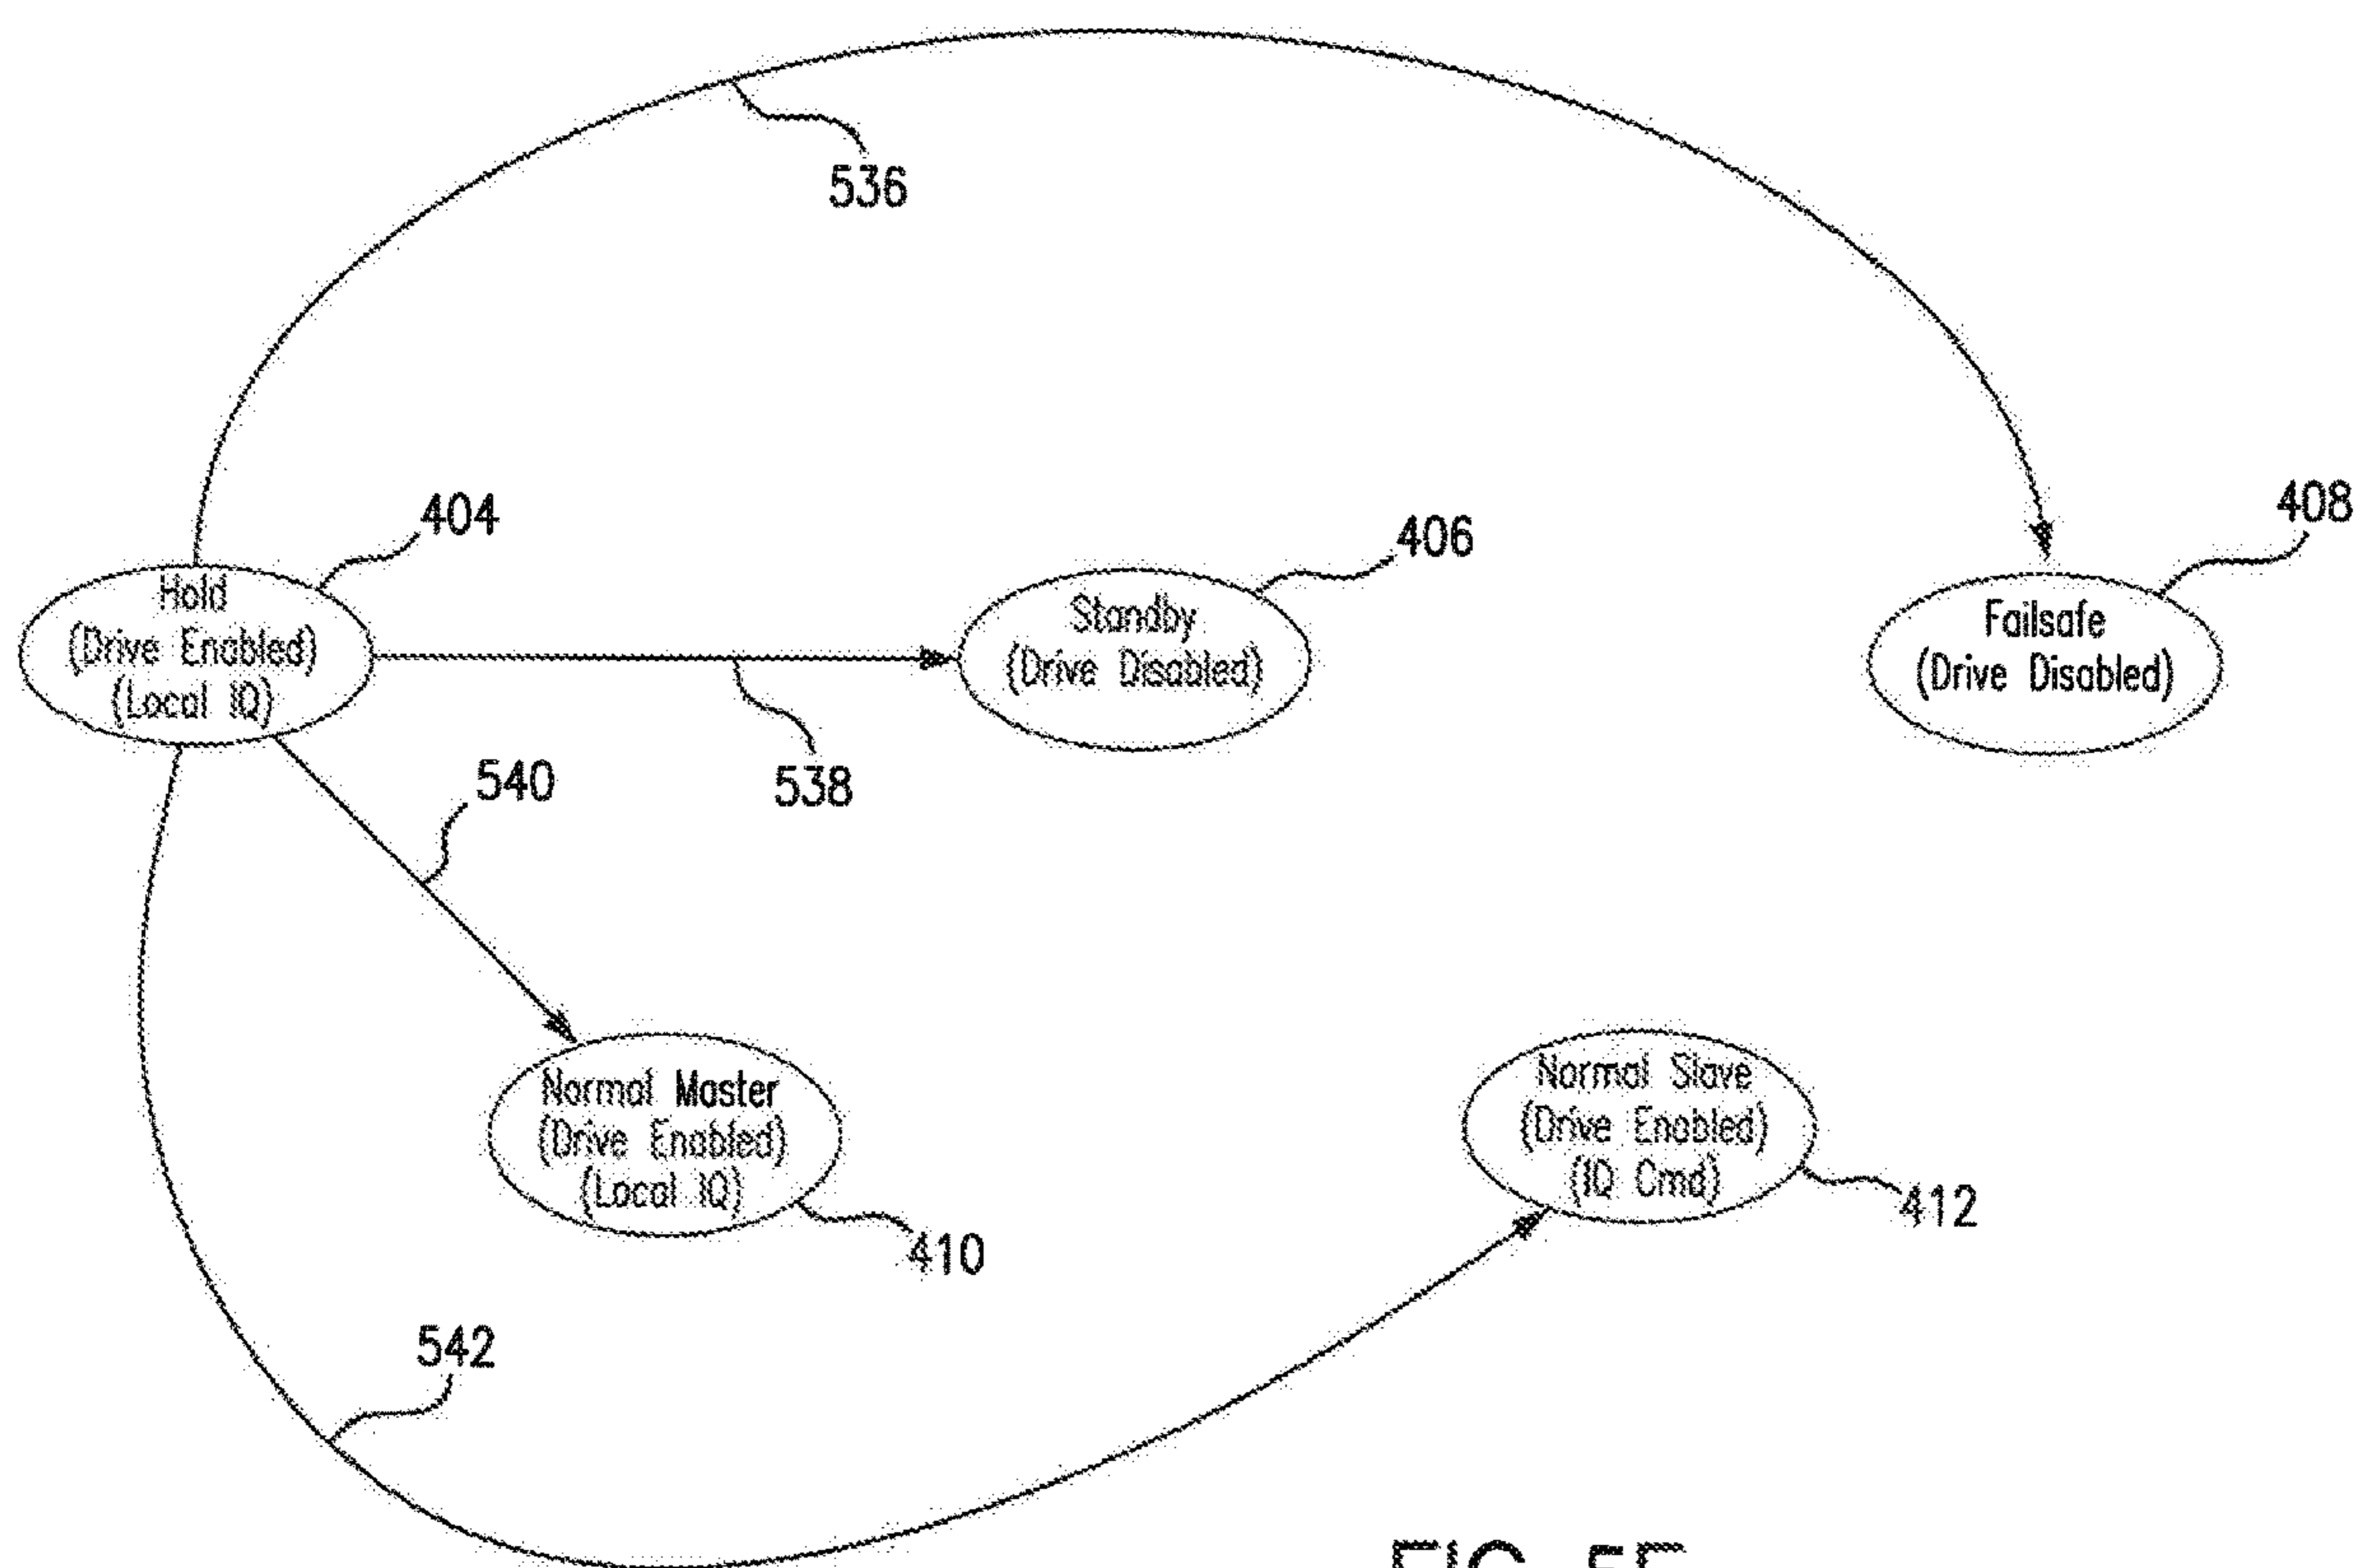 536
404
406
408
Hold
(Drive Enabled)
(Local IQ)
Standby
(Drive Disabled)
Failsafe
(Drive Disabled)
540
538
Normal Master
(Drive Enabled)
(Local IQ)
Normal Slave
(Drive Enabled)
(IQ Cmd)
412
410
542
FIG.